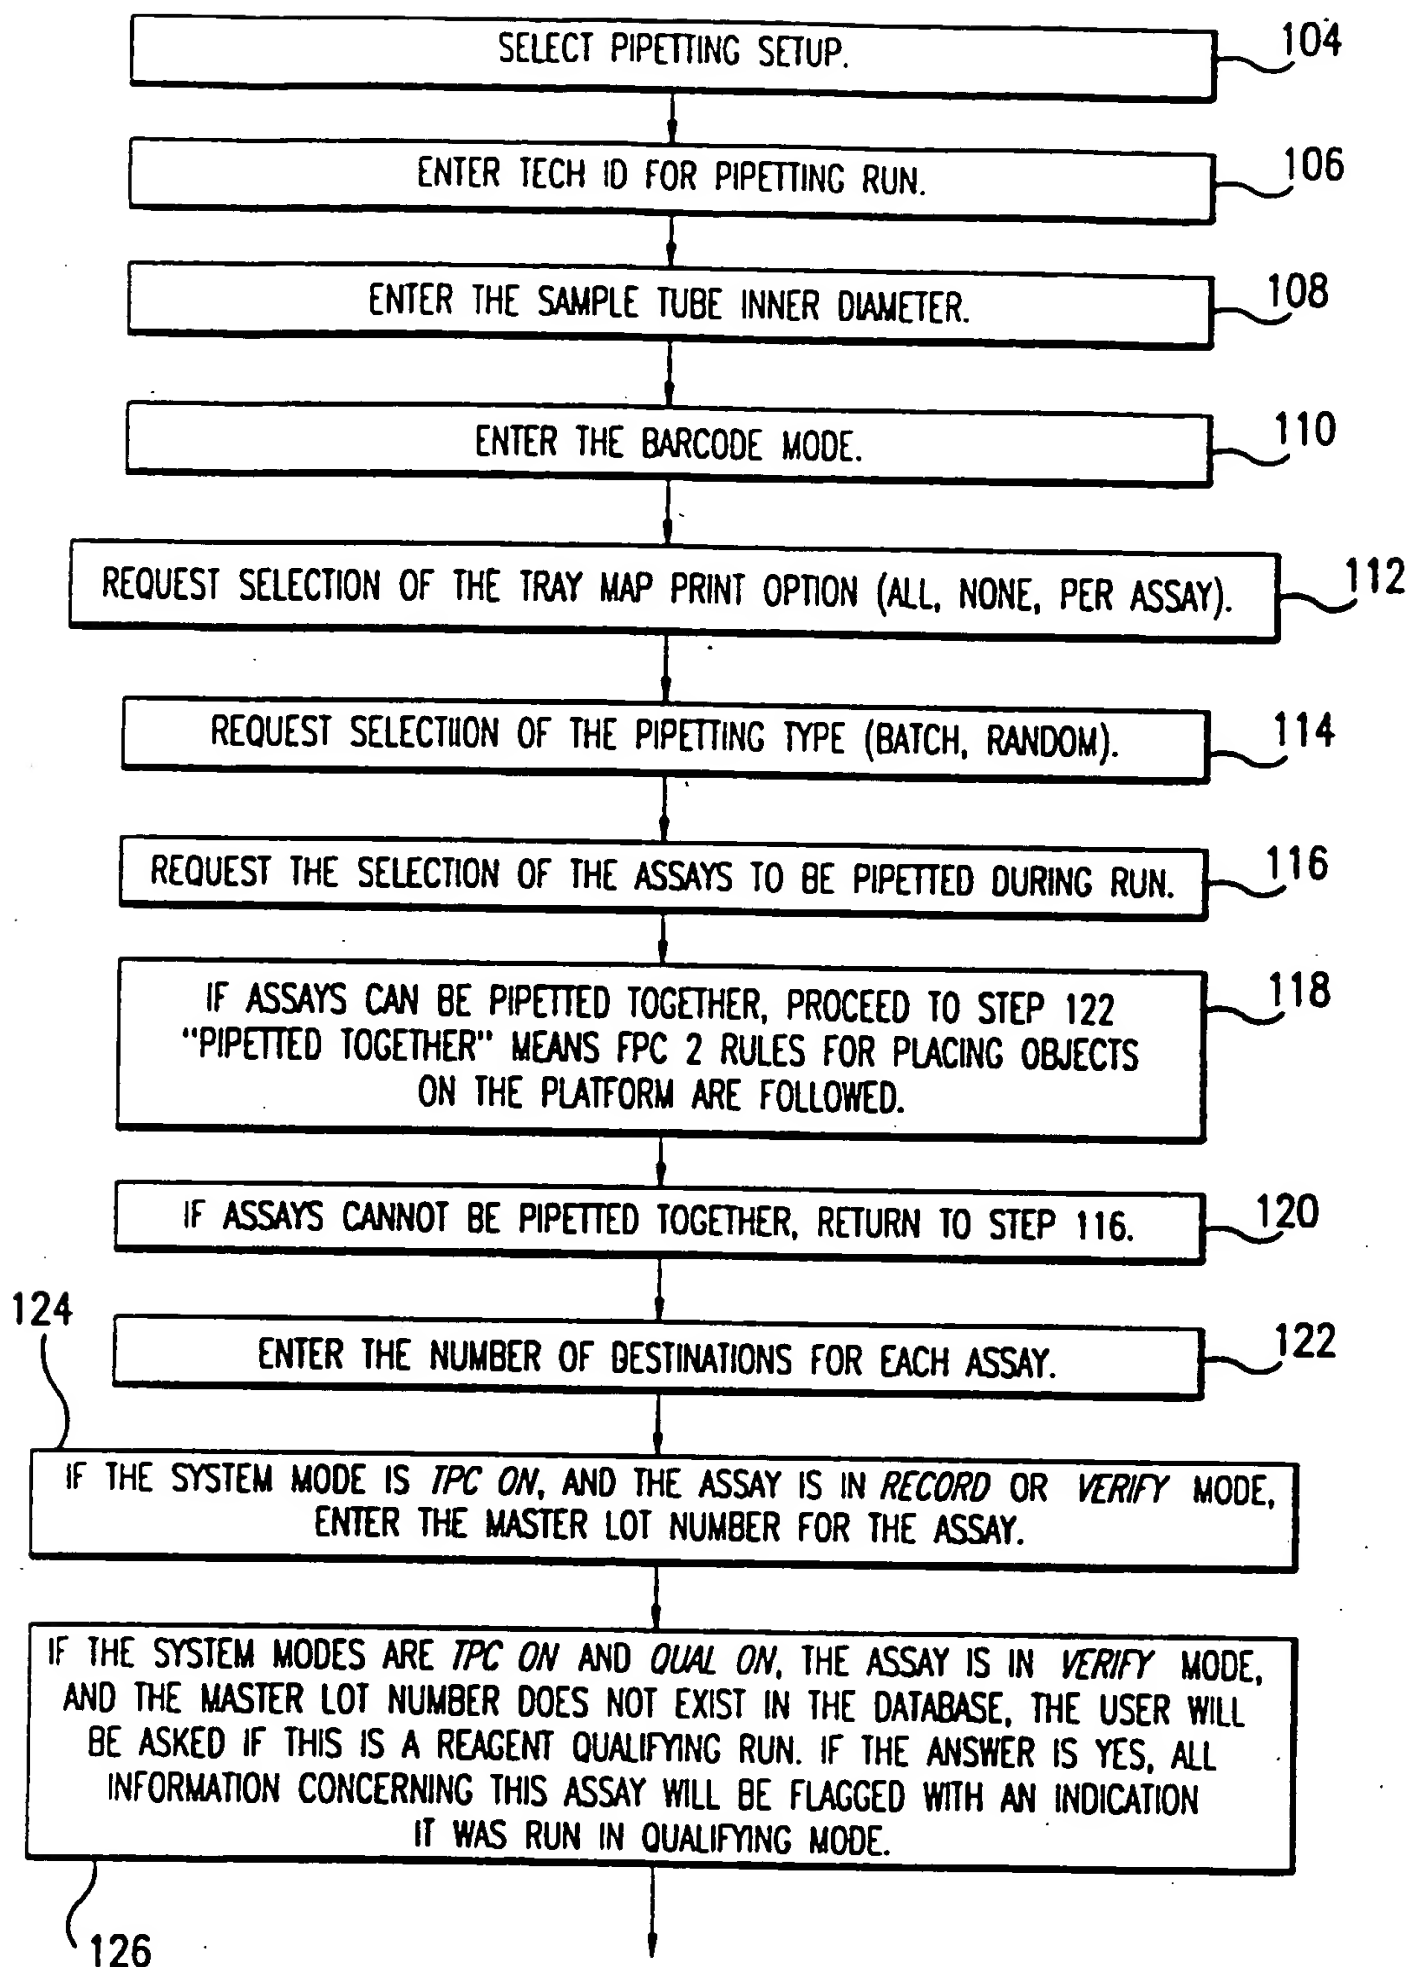 SELECT PIPETTING SETUP.
104
ENTER TECH ID FOR PIPETTING RUN.
106
ENTER THE SAMPLE TUBE INNER DIAMETER.
108
ENTER THE BARCODE MODE.
110
REQUEST SELECTION OF THE TRAY MAP PRINT OPTION (ALL, NONE, PER ASSAY).
112
REQUEST SELECTION OF THE PIPETTING TYPE (BATCH, RANDOM).
114
REQUEST THE SELECTION OF THE ASSAYS TO BE PIPETTED DURING RUN.
116
IF ASSAYS CAN BE PIPETTED TOGETHER, PROCEED TO STEP 122
"PIPETTED TOGETHER" MEANS FPC 2 RULES FOR PLACING OBJECTS
ON THE PLATFORM ARE FOLLOWED.
118
IF ASSAYS CANNOT BE PIPETTED TOGETHER, RETURN TO STEP 116.
120
ENTER THE NUMBER OF DESTINATIONS FOR EACH ASSAY.
122
124
IF THE SYSTEM MODE IS TPC ON, AND THE ASSAY IS IN RECORD OR VERIFY MODE,
ENTER THE MASTER LOT NUMBER FOR THE ASSAY.
IF THE SYSTEM MODES ARE TPC ON AND QUAL ON, THE ASSAY IS IN VERIFY MODE,
AND THE MASTER LOT NUMBER DOES NOT EXIST IN THE DATABASE, THE USER WILL
BE ASKED IF THIS IS A REAGENT QUALIFYING RUN. IF THE ANSWER IS YES, ALL
INFORMATION CONCERNING THIS ASSAY WILL BE FLAGGED WITH AN INDICATION
IT WAS RUN IN QUALIFYING MODE.
126